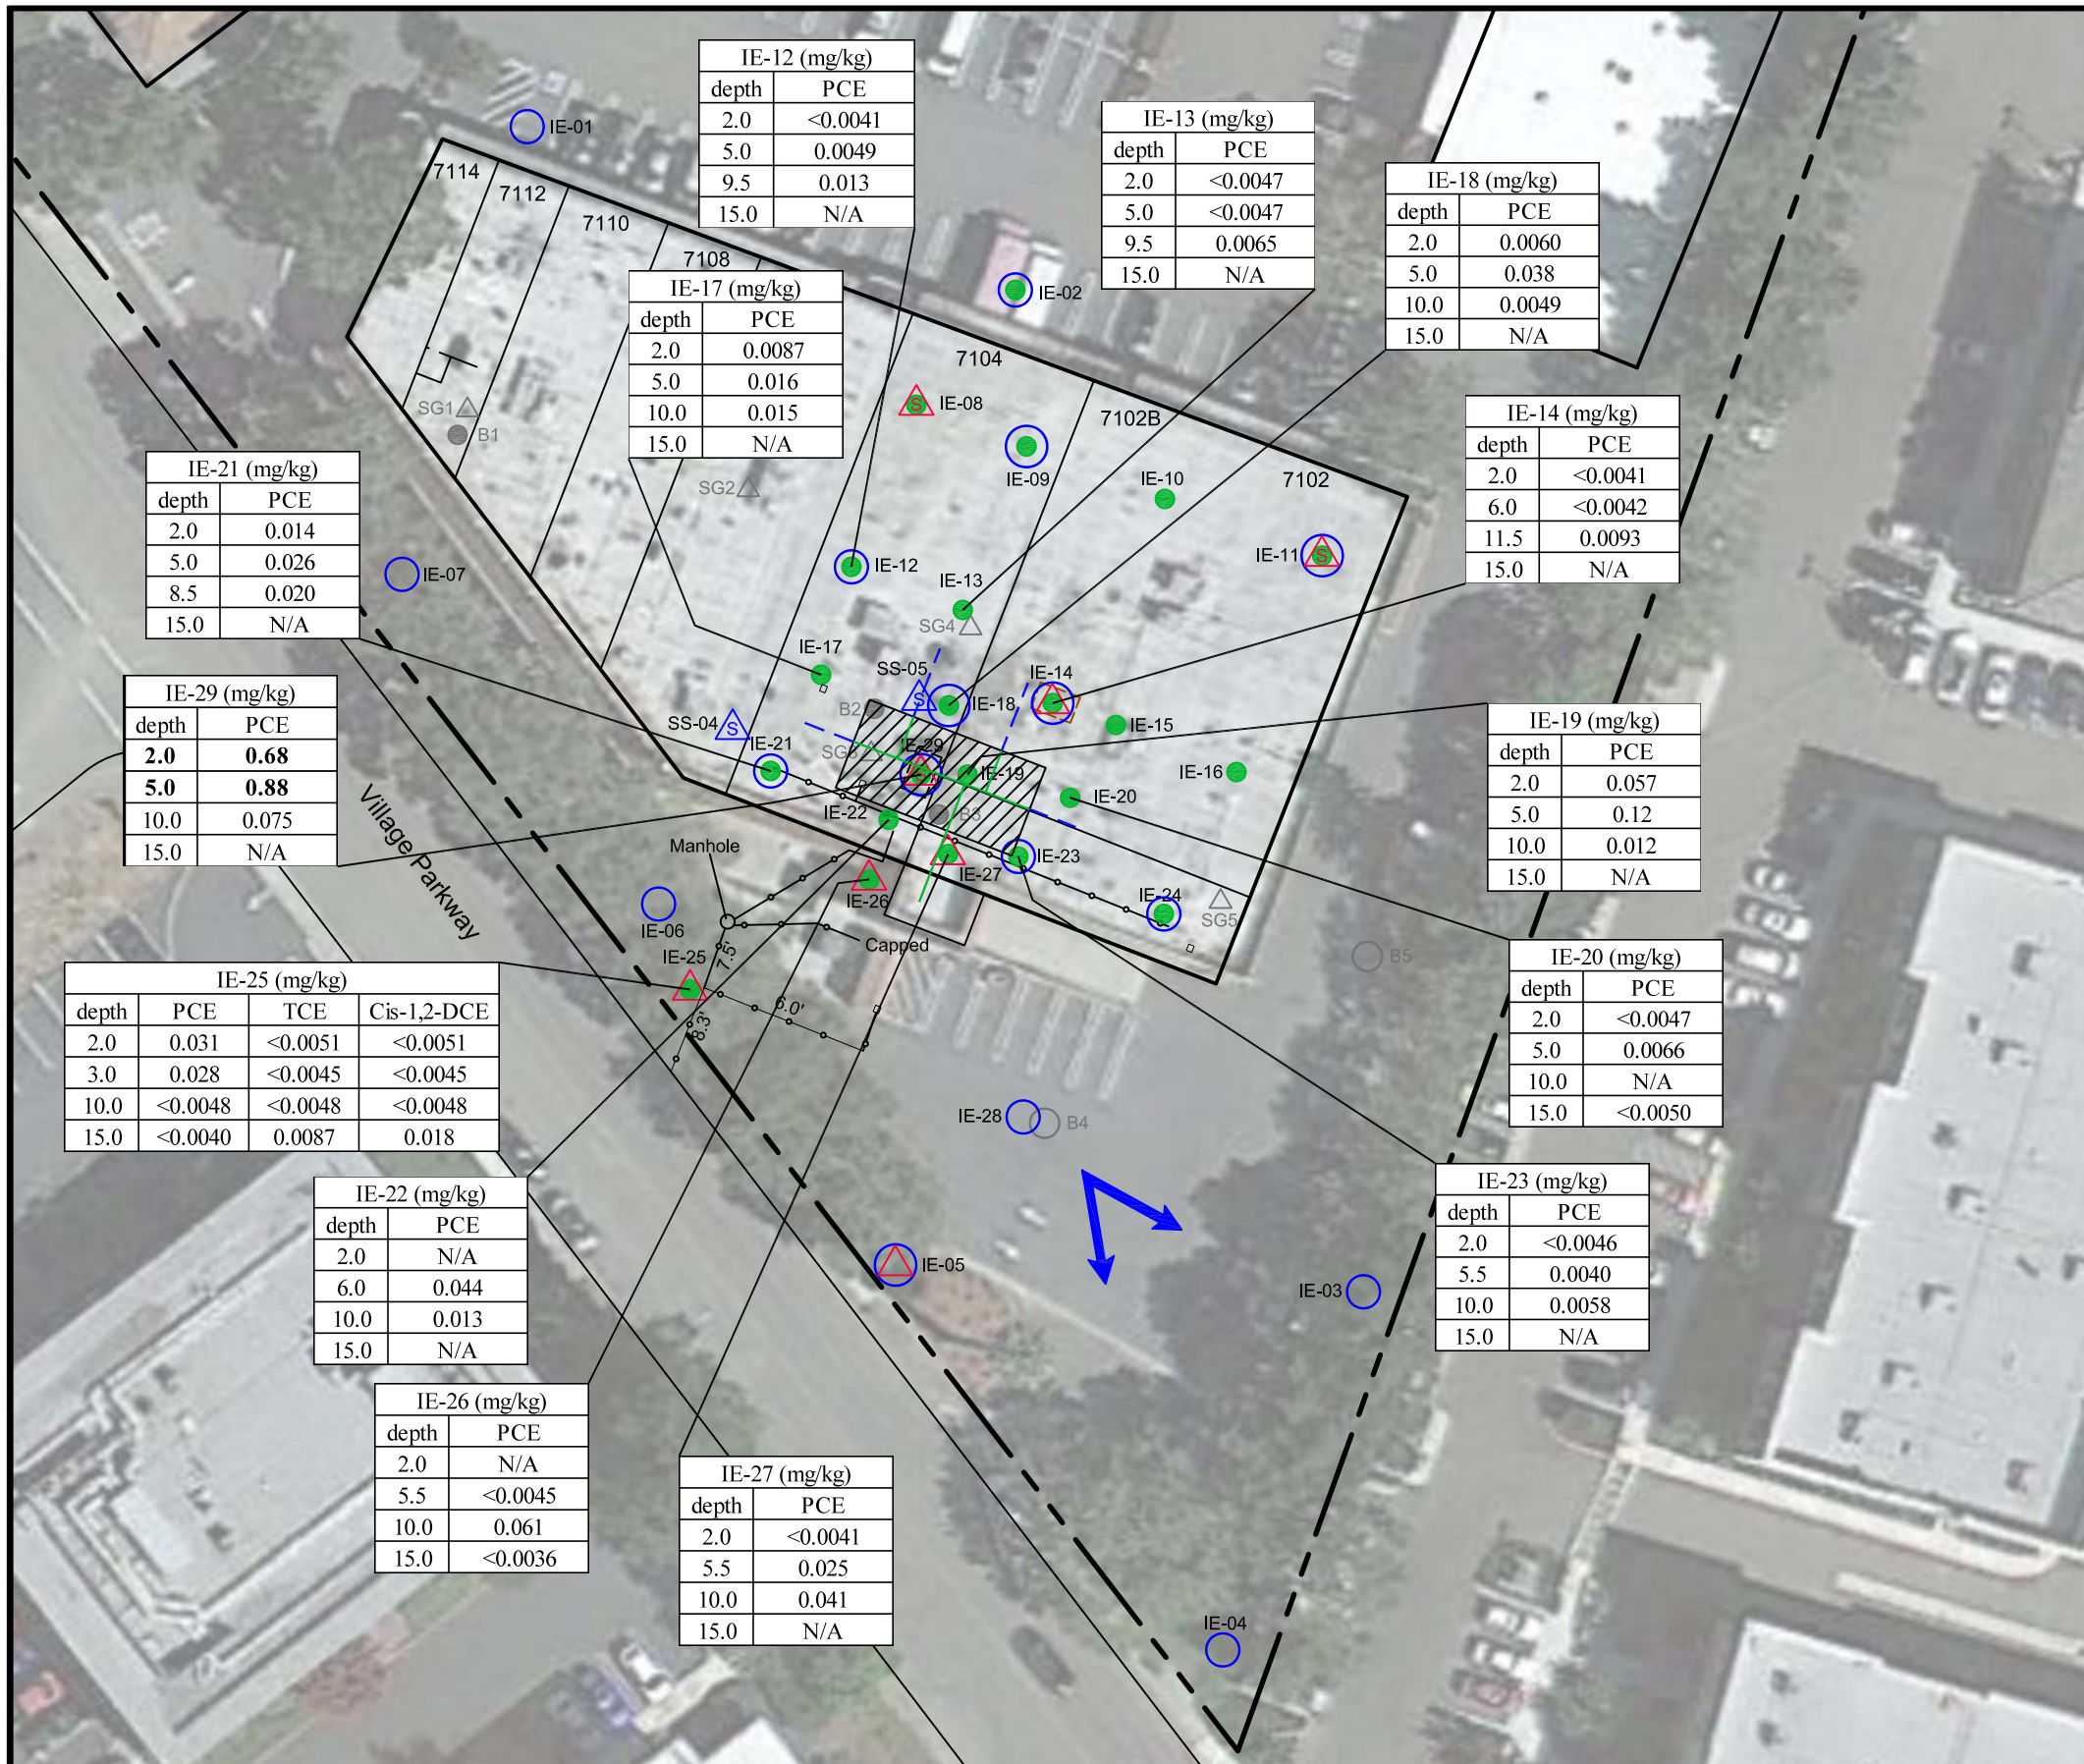 IE-12 (mg/kg)
depth PCE
2.0 <0.0041
5.0 0.0049
9.5 0.013
15.0 N/A
IE-13 (mg/kg)
depth PCE
2.0 <0.0047
5.0 <0.0047
9.5 0.0065
15.0 N/A
IE-18 (mg/kg)
depth PCE
2.0 0.0060
5.0 0.038
10.0 0.0049
15.0 N/A
IE-17 (mg/kg)
depth PCE
2.0 0.0087
5.0 0.016
10.0 0.015
15.0 N/A
IE-14 (mg/kg)
depth PCE
2.0 <0.0041
6.0 <0.0042
11.5 0.0093
15.0 N/A
IE-21 (mg/kg)
depth PCE
2.0 0.014
5.0 0.026
8.5 0.020
15.0 N/A
IE-29 (mg/kg)
depth PCE
2.0 0.68
5.0 0.88
10.0 0.075
15.0 N/A
IE-19 (mg/kg)
depth PCE
2.0 0.057
5.0 0.12
10.0 0.012
15.0 N/A
IE-20 (mg/kg)
depth PCE
2.0 <0.0047
5.0 0.0066
10.0 N/A
15.0 <0.0050
IE-25 (mg/kg)
depth PCE TCE Cis-1,2-DCE
2.0 0.031 <0.0051 <0.0051
3.0 0.028 <0.0045 <0.0045
10.0 <0.0048 <0.0048 <0.0048
15.0 <0.0040 0.0087 0.018
IE-22 (mg/kg)
depth PCE
2.0 N/A
6.0 0.044
10.0 0.013
15.0 N/A
IE-23 (mg/kg)
depth PCE
2.0 <0.0046
5.5 0.0040
10.0 0.0058
15.0 N/A
IE-26 (mg/kg)
depth PCE
2.0 N/A
5.5 <0.0045
10.0 0.061
15.0 <0.0036
IE-27 (mg/kg)
depth PCE
2.0 <0.0041
5.5 0.025
10.0 0.041
15.0 N/A
IE-01
7114
7112
7110
7108
IE-02
7104
7102B
7102
SG1
B1
SG2
S IE-08
IE-09
IE-10
IE-11 S
IE-07
IE-12
IE-13
SG4
IE-17
SS-05
S
IE-18
IE-14
B2
SS-04
S
IE-15
IE-21
SG3
IE-29
IE-19
IE-16
IE-20
IE-22
B3
Manhole
IE-27
IE-23
IE-26
IE-24
SG5
IE-06
Capped
B5
IE-25
7.5'
6.0'
8.3'
Village Parkway
IE-28
B4
IE-05
IE-03
IE-04